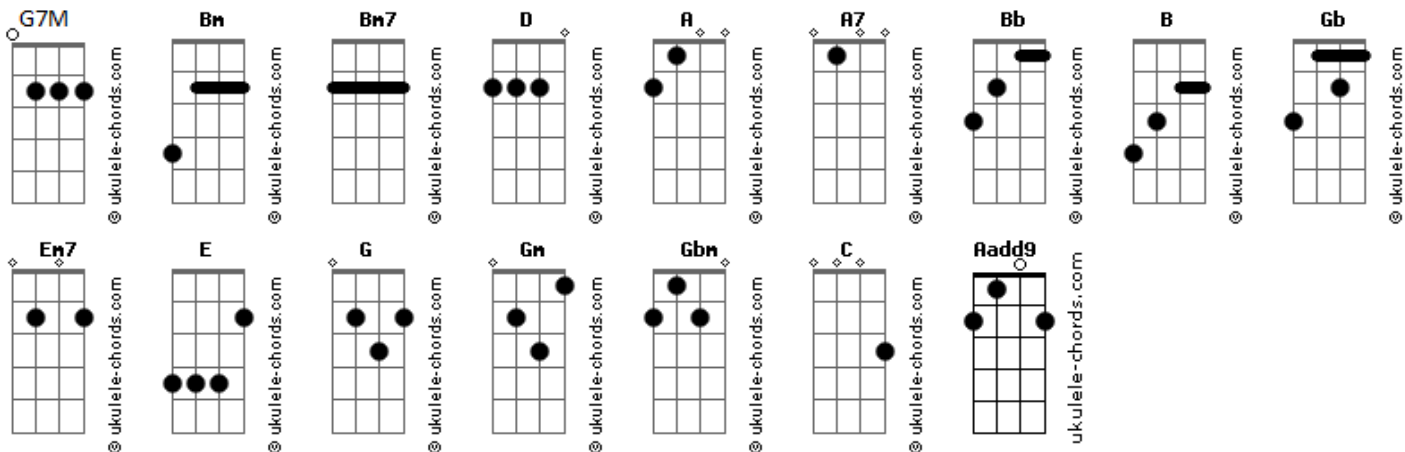 G7M Bm Bm7 D A A7 Bb B Gb
© ukulele-chords.com © ukulele-chords.com © ukulele-chords.com © ukulele-chords.com © ukulele-chords.com © ukulele-chords.com © ukulele-chords.com © ukulele-chords.com © ukulele-chords.com
Em7 E G Gm Gbm C Aadd9
© ukulele-chords.com © ukulele-chords.com © ukulele-chords.com © ukulele-chords.com © ukulele-chords.com © ukulele-chords.com ukulele-chords.com